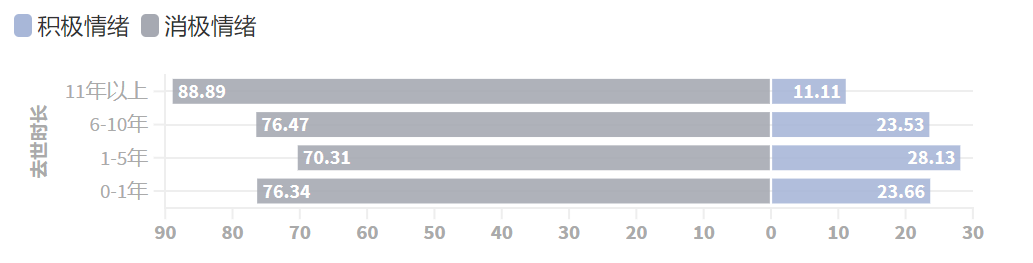 积极情绪 消极情绪
去世时长
11年以上 88.89 11.11
6-10年 76.47 23.53
1-5年 70.31 28.13
0-1年 76.34 23.66
90 80 70 60 50 40 30 20 10 0 10 20 30